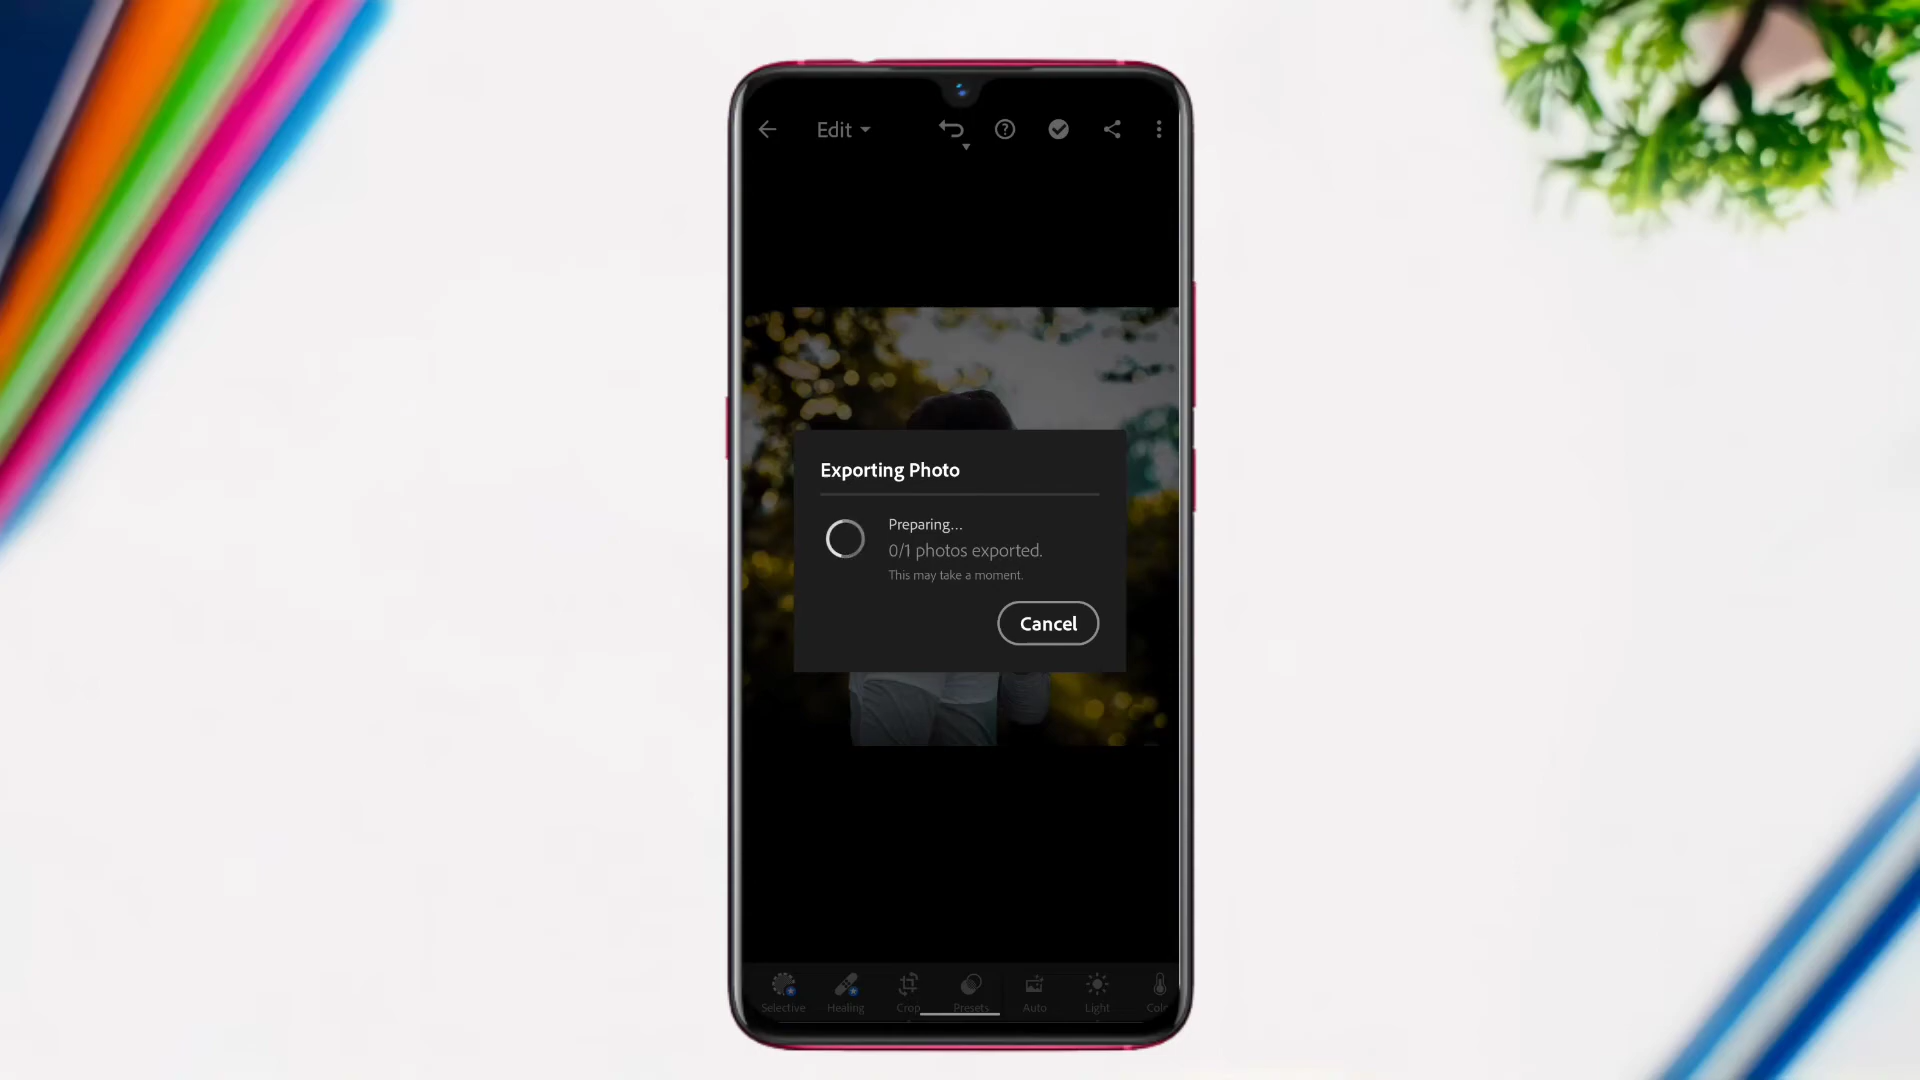 Edit
Exporting Photo
Preparing...
0/1 photos exported.
This may take a moment.
Cancel
Selective Healing Crop Presets Auto Light Colo